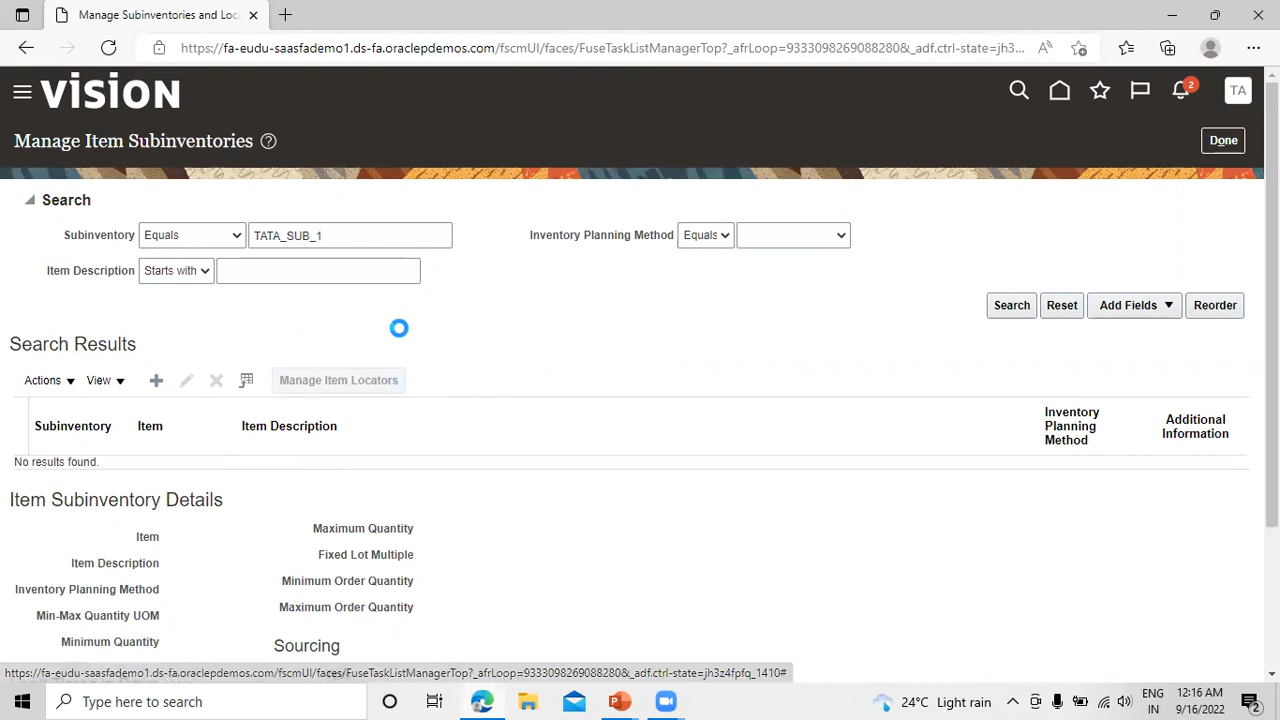 Manage Subinventories and Loca
https://fa-eudu-saasfademo1.ds-fa.oraclepdemos.com/fscmUI/faces/FuseTaskListManagerTop?_afrLoop=9333098269088280&_adf.ctrl-state=jh3...
VISION 2 TA
Manage Item Subinventories Done
Search
Subinventory Equals TATA_SUB_1 Inventory Planning Method Equals
Item Description Starts with
Search Reset Add Fields Reorder
Search Results
Actions View Manage Item Locators
Subinventory Item Item Description Inventory Planning Method Additional Information
No results found.
Item Subinventory Details
Item Maximum Quantity
Item Description Fixed Lot Multiple
Inventory Planning Method Minimum Order Quantity
Min-Max Quantity UOM Maximum Order Quantity
Minimum Quantity Sourcing
https://fa-eudu-saasfademo1.ds-fa.oraclepdemos.com/fscmUI/faces/FuseTaskListManagerTop?_afrLoop=9333098269088280&_adf.ctrl-state=jh3z4fpfq_1410#
Type here to search 24°C Light rain ENG IN 12:16 AM 9/16/2022 2